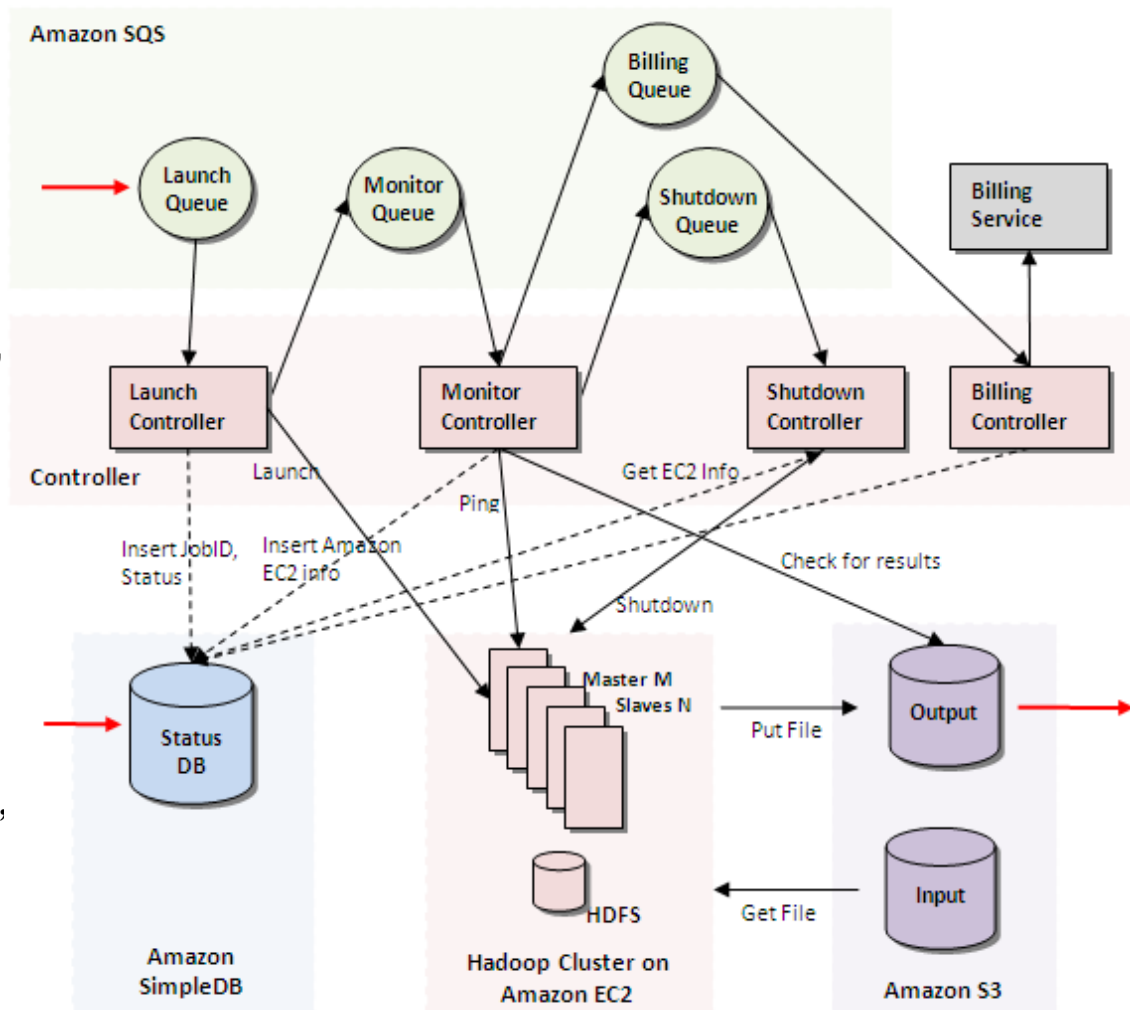 Amazon SQS
Billing
Queue
Launch
Queue
Monitor
Queue
Shutdown
Queue
Billing
Service
,
Launch
Controller
Monitor
Controller
Shutdown
Controller
Billing
Controller
Controller
Launch
Get EC2 Info
Ping
Insert JobID,
Status
Insert Amazon
EC2 info
Check for results
Shutdown
Master M
Slaves N
Status
DB
Put File
Output
,
Input
Get File
HDFS
Amazon
SimpleDB
Hadoop Cluster on
Amazon EC2
Amazon S3